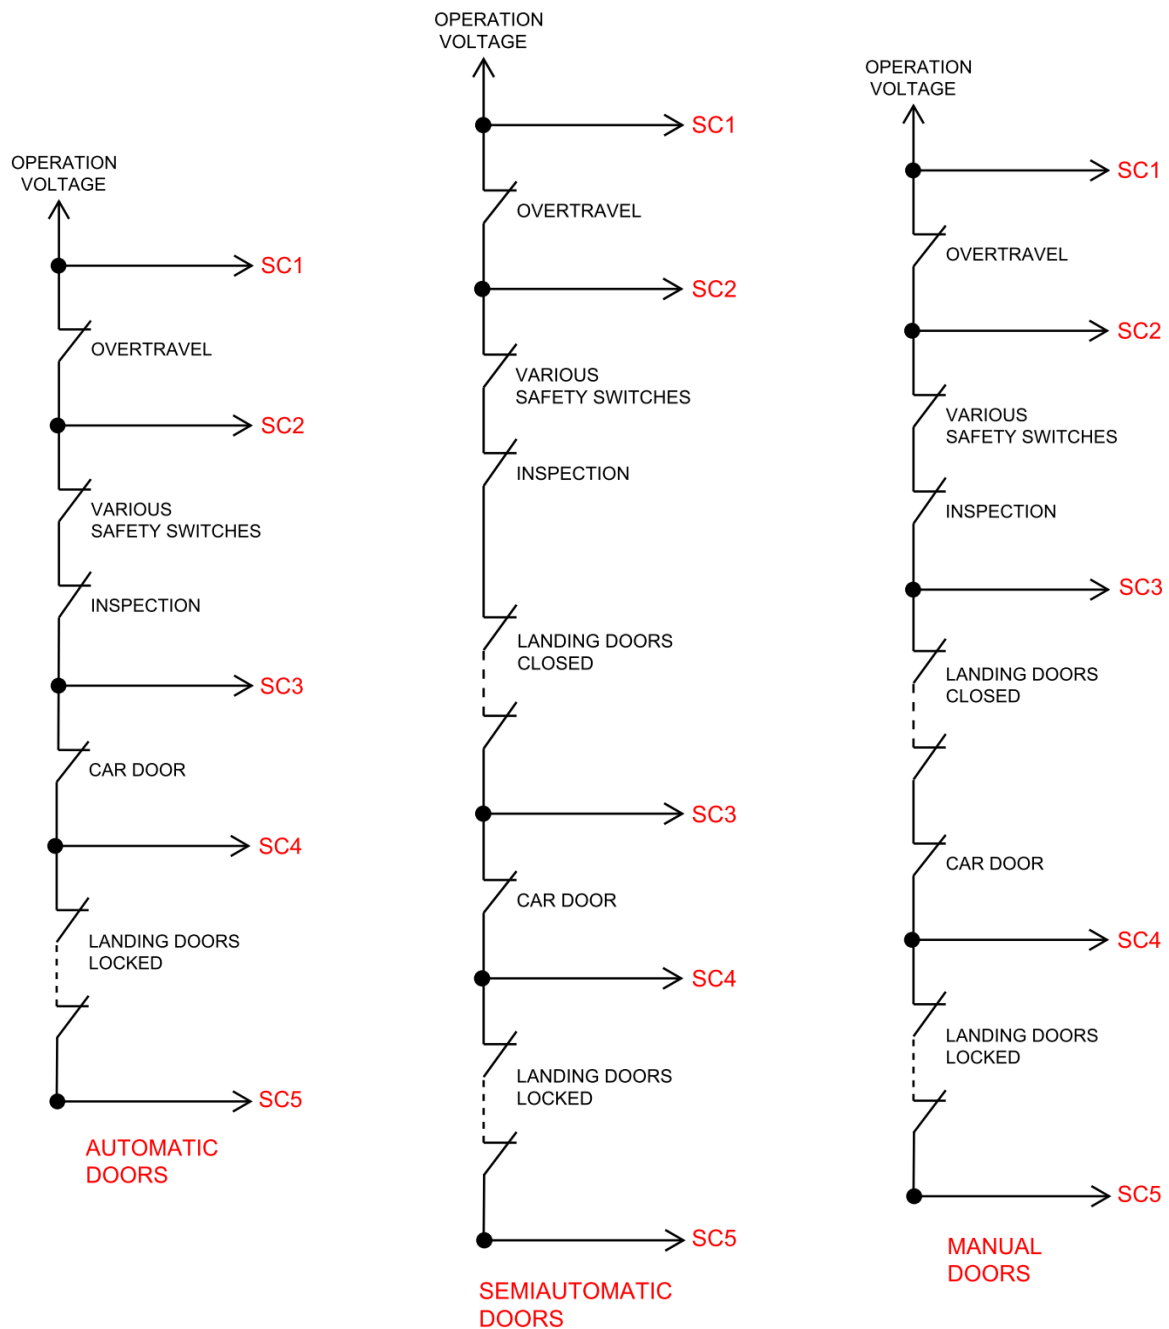 OPERATION
VOLTAGE
SC1
OVERTRAVEL
SC2
VARIOUS
SAFETY SWITCHES
INSPECTION
SC3
CAR DOOR
SC4
LANDING DOORS
LOCKED
SC5
AUTOMATIC
DOORS
OPERATION
VOLTAGE
SC1
OVERTRAVEL
SC2
VARIOUS
SAFETY SWITCHES
INSPECTION
LANDING DOORS
CLOSED
SC3
CAR DOOR
SC4
LANDING DOORS
LOCKED
SC5
SEMIAUTOMATIC
DOORS
OPERATION
VOLTAGE
SC1
OVERTRAVEL
SC2
VARIOUS
SAFETY SWITCHES
INSPECTION
SC3
LANDING DOORS
CLOSED
CAR DOOR
SC4
LANDING DOORS
LOCKED
SC5
MANUAL
DOORS